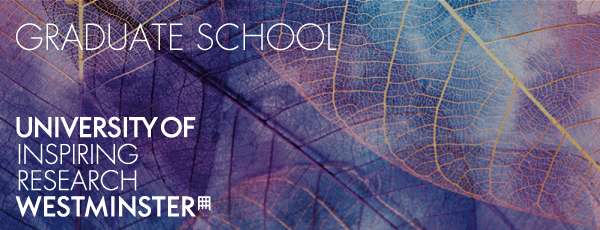 GRADUATE SCHOOL
UNIVERSITY OF
INSPIRING
RESEARCH
WESTMINSTER